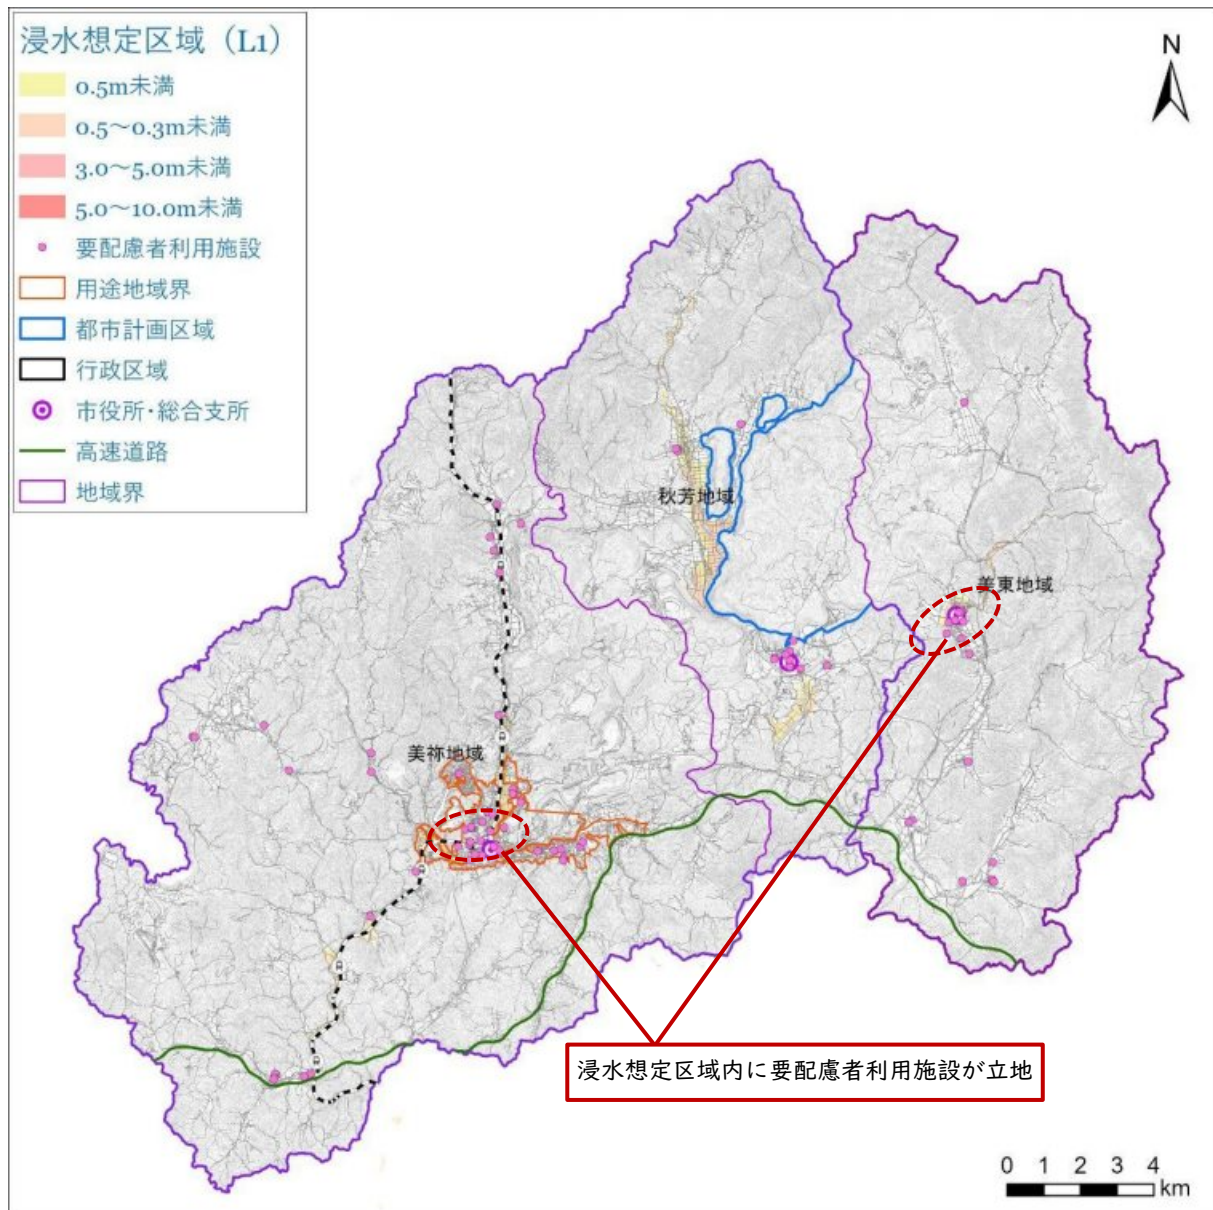 浸水想定区域（L1）
0.5m未満
0.5～0.3m未満
3.0～5.0m未満
5.0～10.0m未満
要配慮者利用施設
用途地域界
都市計画区域
行政区域
市役所・総合支所
高速道路
地域界
N
秋芳地域
美東地域
美祢地域
浸水想定区域内に要配慮者利用施設が立地
0 1 2 3 4
km